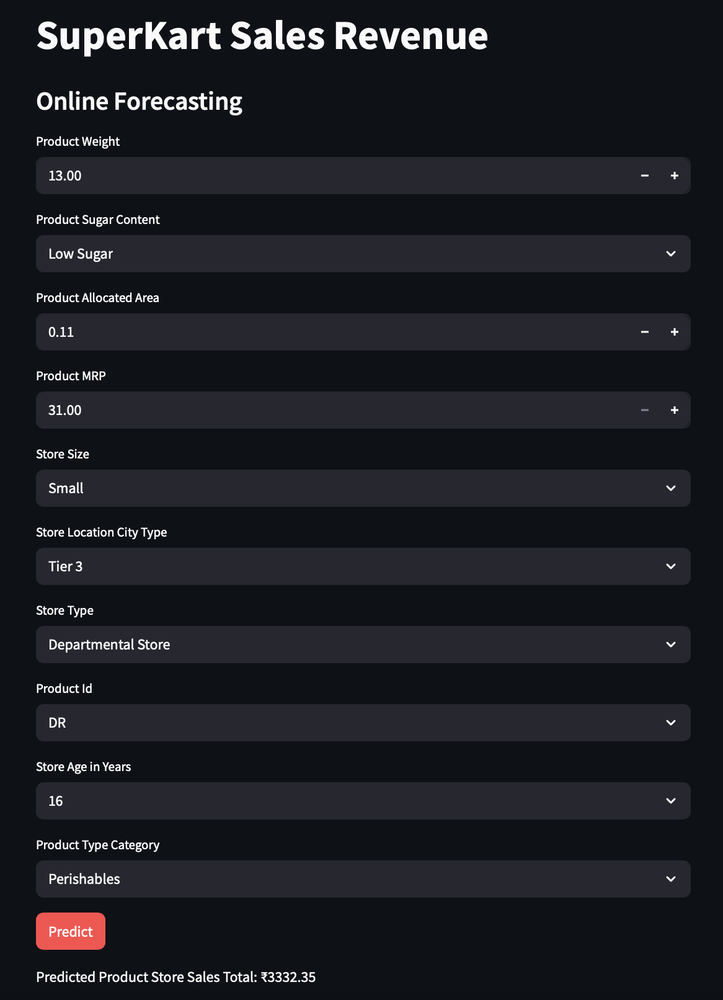 SuperKart Sales Revenue
Online Forecasting
Product Weight
13.00
Product Sugar Content
Low Sugar
Product Allocated Area
0.11
Product MRP
31.00
Store Size
Small
Store Location City Type
Tier 3
Store Type
Departmental Store
Product Id
DR
Store Age in Years
16
Product Type Category
Perishables
Predict
Predicted Product Store Sales Total: ₹3332.35